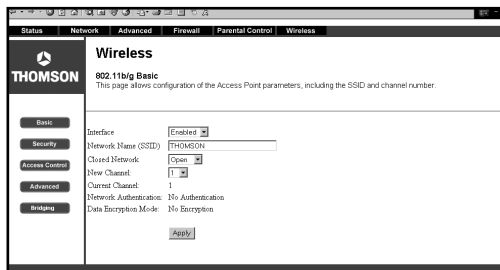 Status Network Advanced Firewall Parental Control Wireless
THOMSON
Wireless
802.11b/g Basic
This page allows configuration of the Access Point parameters, including the SSID and channel number.
Basic
Security
Access Control
Advanced
Bridging
Interface Enabled
Network Name (SSID) THOMSON
Closed Network Open
New Channel: 1
Current Channel: 1
Network Authentication: No Authentication
Data Encryption Mode: No Encryption
Apply